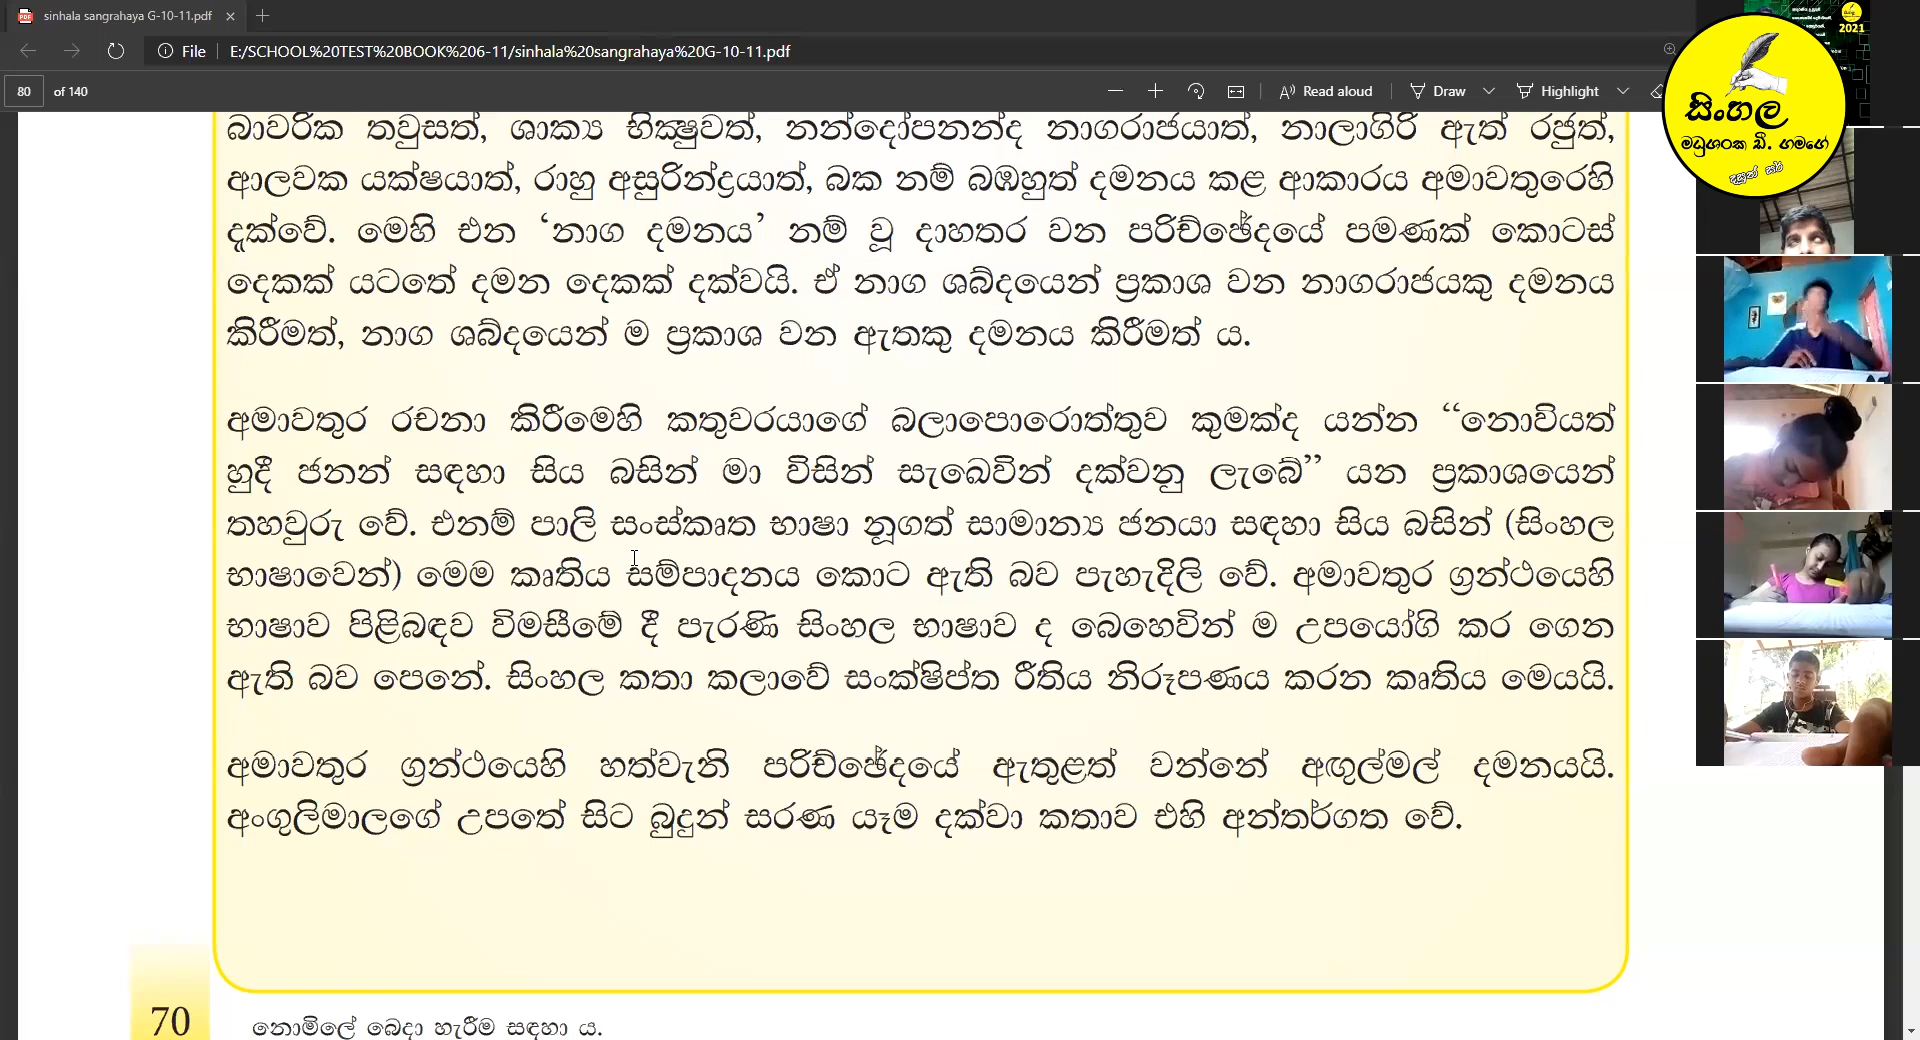 sinhala sangrahaya G-10-11.pdf
File E:/SCHOOL%20TEST%20BOOK%206-11/sinhala%20sangrahaya%20G-10-11.pdf
80 of 140
Read aloud Draw Highlight
2021
සිංහල
මධුශංක ඩී. ගමගේ
බාවරික තවුසත්, ශාක්‍ය භික්‍ෂුවත්, නන්දෝපනන්ද නාගරාජයාත්, නාලාගිරි ඇත් රජුත්,
ආලවක යක්ෂයාත්, රාහු අසුරින්ද්‍රයාත්, බක නම් බඹහුත් දමනය කළ ආකාරය අමාවතුරෙහි
දැක්වේ. මෙහි එන ‘නාග දමනය’ නම් වූ දාහතර වන පරිච්ඡේදයේ පමණක් කොටස්
දෙකක් යටතේ දමන දෙකක් දක්වයි. ඒ නාග ශබ්දයෙන් ප්‍රකාශ වන නාගරාජයකු දමනය
කිරීමත්, නාග ශබ්දයෙන් ම ප්‍රකාශ වන ඇතකු දමනය කිරීමත් ය.
අමාවතුර රචනා කිරීමෙහි කතුවරයාගේ බලාපොරොත්තුව කුමක්ද යන්න ‘‘නොවියත්
හුදී ජනන් සඳහා සිය බසින් මා විසින් සැඛෙවින් දක්වනු ලැබේ’’ යන ප්‍රකාශයෙන්
තහවුරු වේ. එනම් පාලි සංස්කෘත භාෂා නූගත් සාමාන්‍ය ජනයා සඳහා සිය බසින් (සිංහල
භාෂාවෙන්) මෙම කෘතිය සම්පාදනය කොට ඇති බව පැහැදිලි වේ. අමාවතුර ග්‍රන්ථයෙහි
භාෂාව පිළිබඳව විමසීමේ දී පැරණි සිංහල භාෂාව ද බෙහෙවින් ම උපයෝගි කර ගෙන
ඇති බව පෙනේ. සිංහල කතා කලාවේ සංක්ෂිප්ත රීතිය නිරූපණය කරන කෘතිය මෙයයි.
අමාවතුර ග්‍රන්ථයෙහි හත්වැනි පරිච්ඡේදයේ ඇතුළත් වන්නේ අඟුල්මල් දමනයයි.
අංගුලිමාලගේ උපතේ සිට බුදුන් සරණ යෑම දක්වා කතාව එහි අන්තර්ගත වේ.
70 නොමිලේ බෙදා හැරීම සඳහා ය.